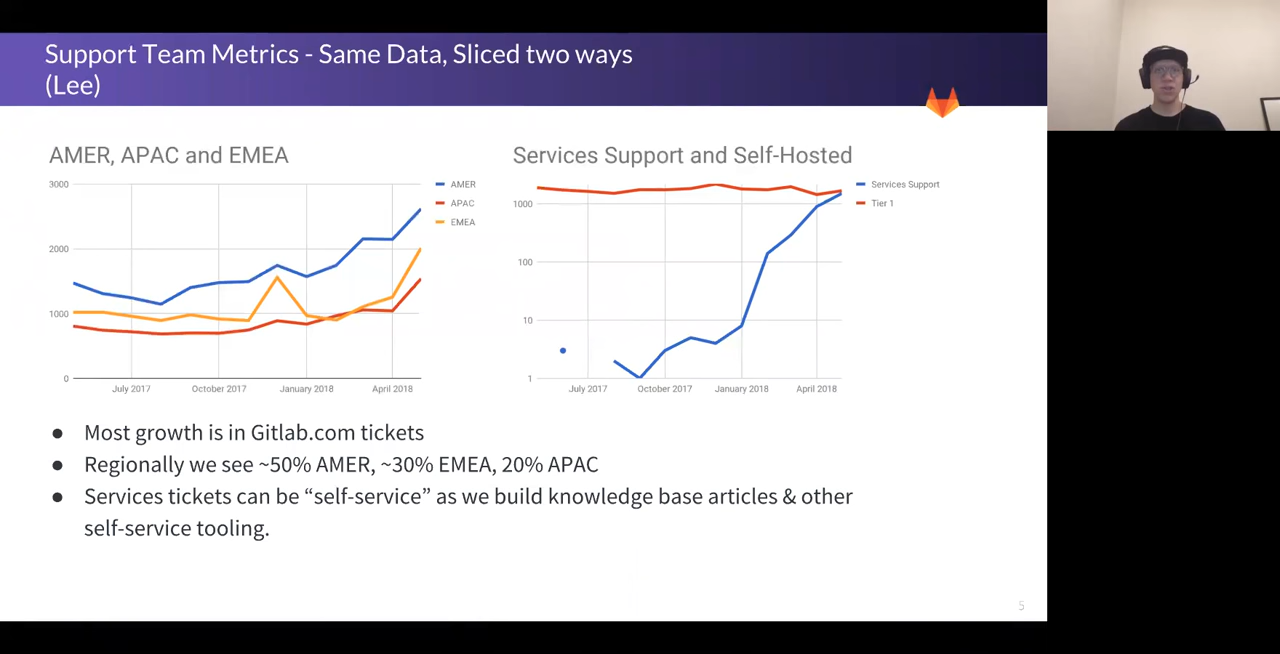 Support Team Metrics - Same Data, Sliced two ways
(Lee)
AMER, APAC and EMEA
3000
2000
1000
0
July 2017
October 2017
January 2018
April 2018
AMER
APAC
EMEA
Services Support and Self-Hosted
1000
100
10
1
July 2017
October 2017
January 2018
April 2018
Services Support
Tier 1
● Most growth is in Gitlab.com tickets
● Regionally we see ~50% AMER, ~30% EMEA, 20% APAC
● Services tickets can be “self-service” as we build knowledge base articles & other
self-service tooling.
5